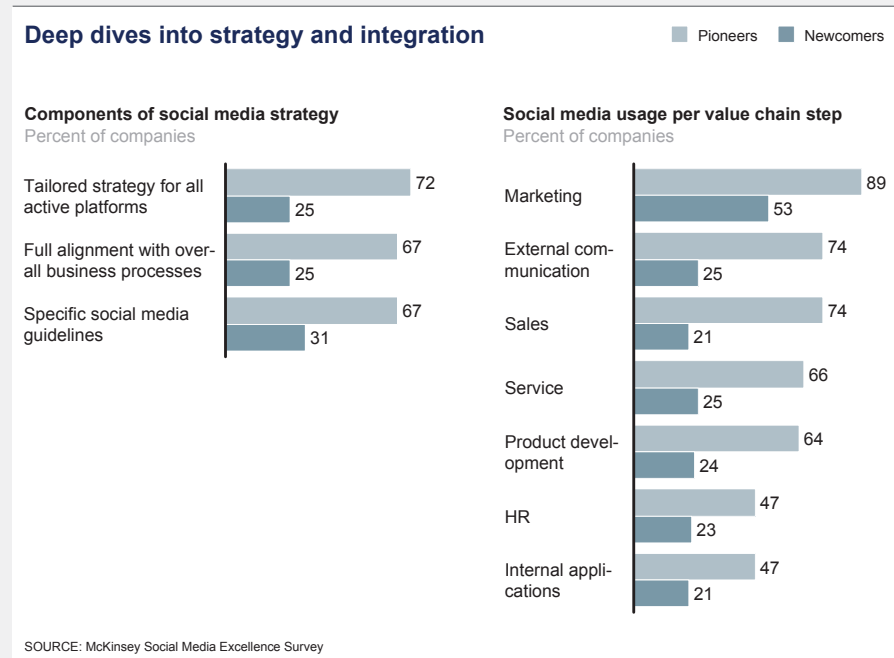 Deep dives into strategy and integration
Pioneers
Newcomers
Components of social media strategy
Percent of companies
Tailored strategy for all
active platforms
72
25
Full alignment with over-
all business processes
67
25
Specific social media
guidelines
67
31
Social media usage per value chain step
Percent of companies
Marketing
89
53
External com-
munication
74
25
Sales
74
21
Service
66
25
Product devel-
opment
64
24
HR
47
23
Internal appli-
cations
47
21
SOURCE: McKinsey Social Media Excellence Survey